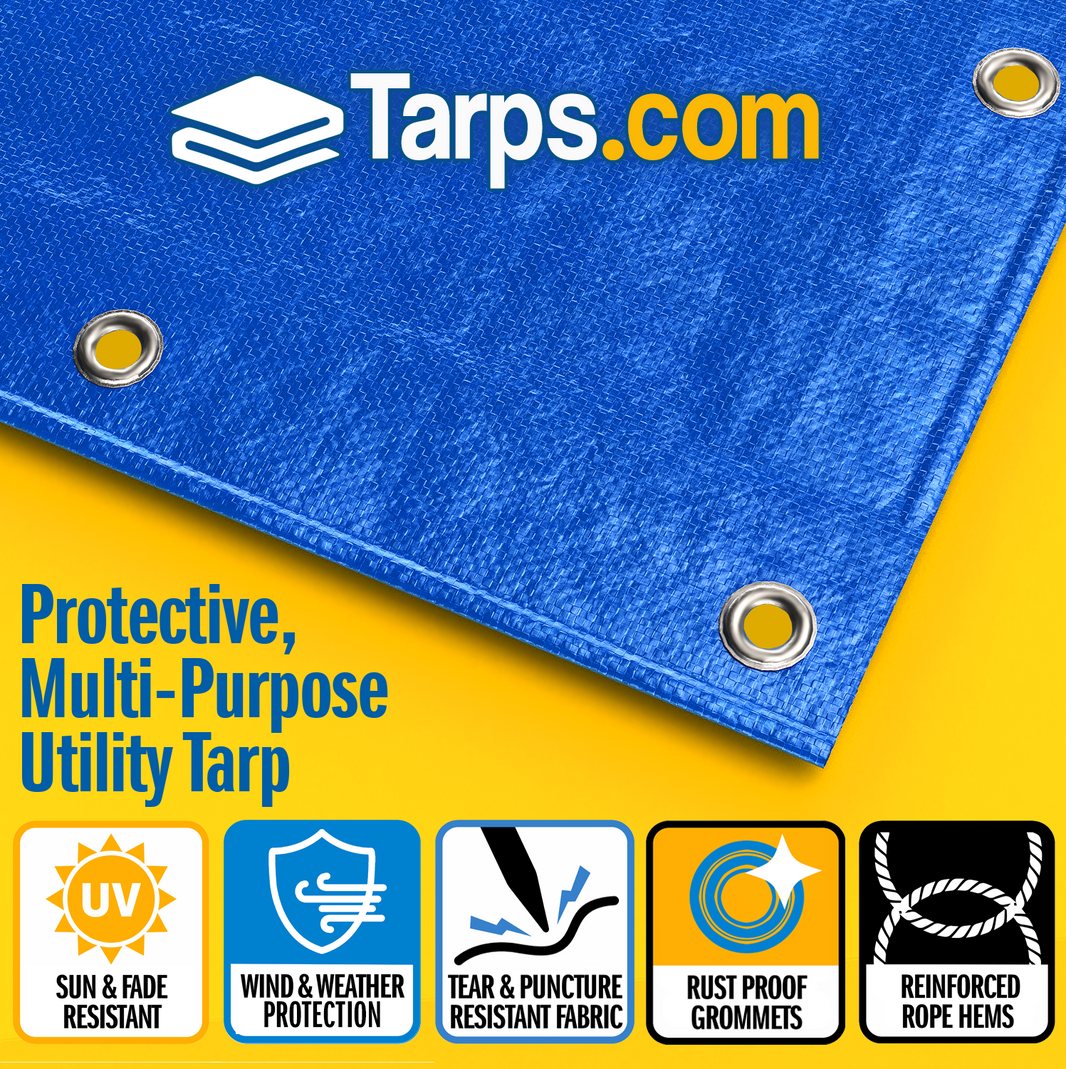 Tarps.com
Protective,
Multi-Purpose
Utility Tarp
UV
SUN & FADE
RESISTANT
WIND & WEATHER
PROTECTION
TEAR & PUNCTURE
RESISTANT FABRIC
RUST PROOF
GROMMETS
REINFORCED
ROPE HEMS